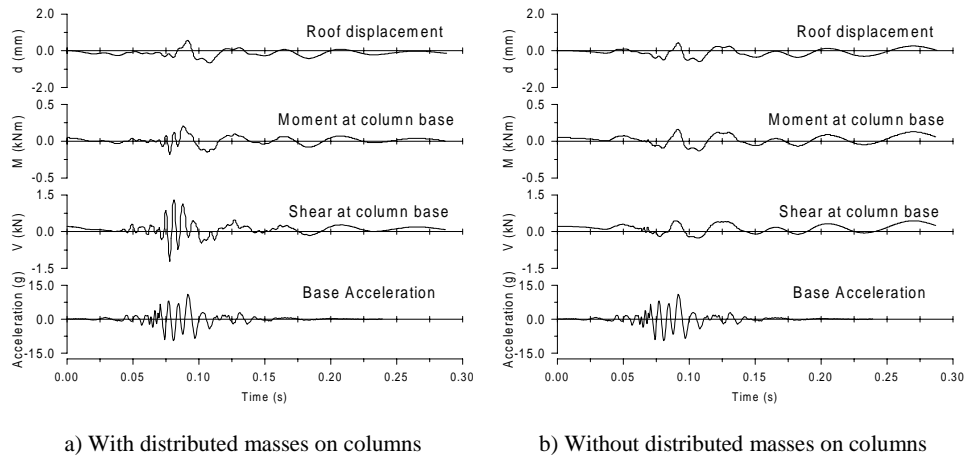 2.0
Roof displacement
d (mm)
0.0
-2.0
0.5
Moment at column base
M (kNm)
0.0
-0.5
1.5
Shear at column base
V (kN)
0.0
-1.5
15.0
Base Acceleration
Acceleration (g)
0.0
-15.0
0.00 0.05 0.10 0.15 0.20 0.25 0.30
Time (s)
a) With distributed masses on columns
2.0
Roof displacement
d (mm)
0.0
-2.0
0.5
Moment at column base
M (kNm)
0.0
-0.5
1.5
Shear at column base
V (kN)
0.0
-1.5
15.0
Base Acceleration
Acceleration (g)
0.0
-15.0
0.00 0.05 0.10 0.15 0.20 0.25 0.30
Time (s)
b) Without distributed masses on columns